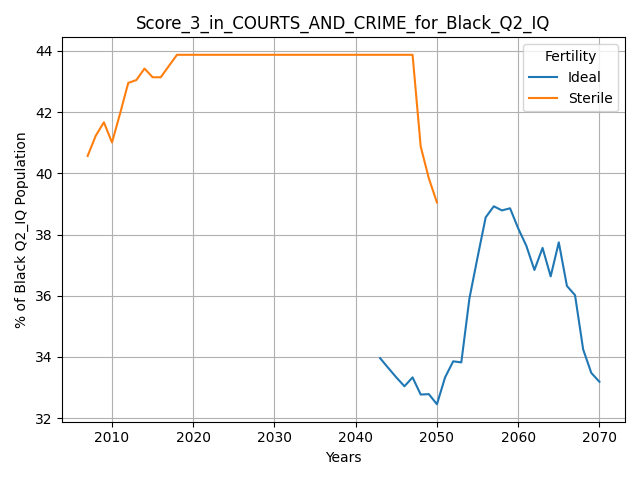 Score_3_in_COURTS_AND_CRIME_for_Black_Q2_IQ
Fertility
Ideal
Sterile
% of Black Q2_IQ Population
44
42
40
38
36
34
32
2010
2020
2030
2040
2050
2060
2070
Years